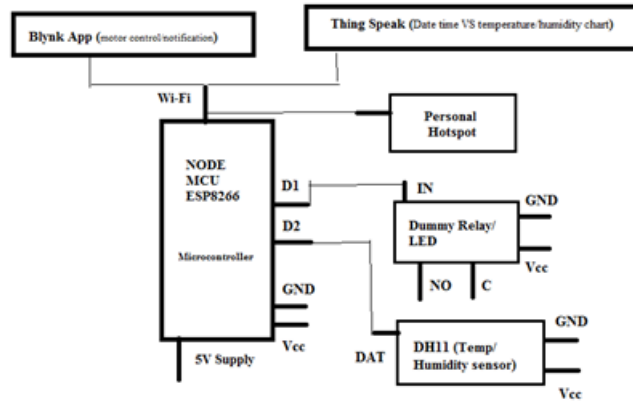 Thing Speak (Date time VS temperature/humidity chart)
Blynk App (motor control/notification)
Wi-Fi
Personal
Hotspot
NODE
MCU
ESP8266
Microcontroller
D1
D2
GND
Vcc
5V Supply
IN
Dummy Relay/
LED
GND
Vcc
NO
C
DAT
DH11 (Temp/
Humidity sensor)
GND
Vcc